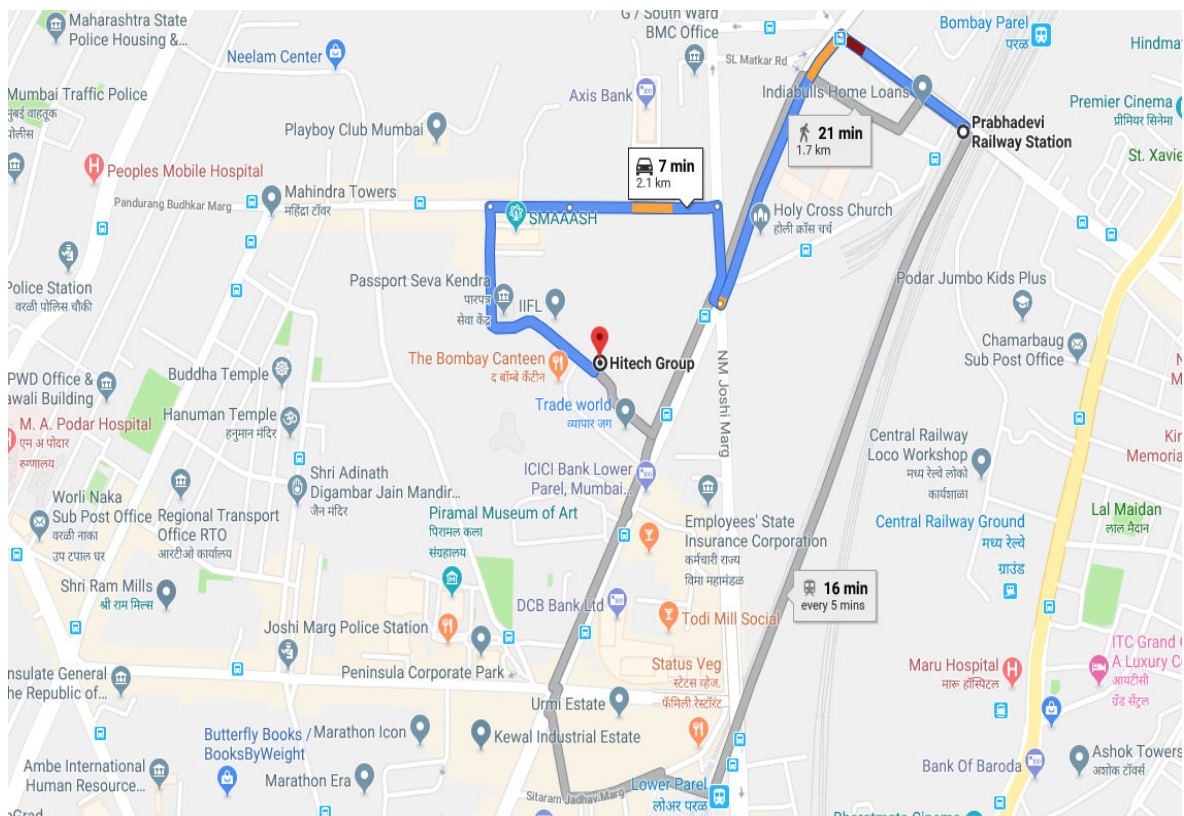 Maharashtra State
Police Housing &...
Neelam Center
G / South Ward
BMC Office
Bombay Parel
परळ
Hindmat
SL Matkar Rd
Mumbai Traffic Police
मुंबई वाहतूक
पोलीस
Axis Bank
Indiabulls Home Loans
Premier Cinema
प्रीमियर सिनेमा
Playboy Club Mumbai
21 min
1.7 km
Prabhadevi
Railway Station
St. Xavie
Peoples Mobile Hospital
7 min
2.1 km
Mahindra Towers
महिंद्रा टॉवर
Pandurang Budhkar Marg
SMAAASH
Holy Cross Church
होली क्रॉस चर्च
Police Station
वरळी पोलिस चौकी
Passport Seva Kendra
पारपत्र
सेवा केंद्र
IIFL
Podar Jumbo Kids Plus
Chamarbaug
Sub Post Office
The Bombay Canteen
द बॉम्बे कॅंटीन
Hitech Group
NM Joshi Marg
Buddha Temple
PWD Office &
awali Building
Trade world
व्यापार जग
Hanuman Temple
हनुमान मंदिर
M. A. Podar Hospital
एम अ पोदार
रुग्णालय
Central Railway
Loco Workshop
मध्य रेल्वे लोको
कार्यशाळा
Kin
Memoria
Shri Adinath
Digambar Jain Mandir...
जैन मंदिर
ICICI Bank Lower
Parel, Mumbai...
Worli Naka
Sub Post Office
वरळी नाका
उप टपाल घर
Regional Transport
Office RTO
आरटीओ कार्यालय
Piramal Museum of Art
पिरामल कला
संग्रहालय
Employees' State
Insurance Corporation
कर्मचारी राज्य
विमा महामंडळ
Lal Maidan
लाल मैदान
Central Railway Ground
मध्य रेल्वे
ग्राउंड
Shri Ram Mills
श्री राम मिल्स
16 min
every 5 mins
DCB Bank Ltd
Todi Mill Social
Joshi Marg Police Station
Peninsula Corporate Park
Status Veg
स्टेटस व्हेज.
फॅमिली रेस्टॉरंट
Maru Hospital
मारू हॉस्पिटल
ITC Grand C
A Luxury Co
आयटीसी
ग्रॅंड सेंट्रल
nsulate General
he Republic of...
Urmi Estate
Butterfly Books /
BooksByWeight
Marathon Icon
Kewal Industrial Estate
Ashok Towers
अशोक टॉवर्स
Bank Of Baroda
Ambe International
Human Resource...
Marathon Era
Sitaram Jadhav Marg
Lower Parel
लोअर परळ